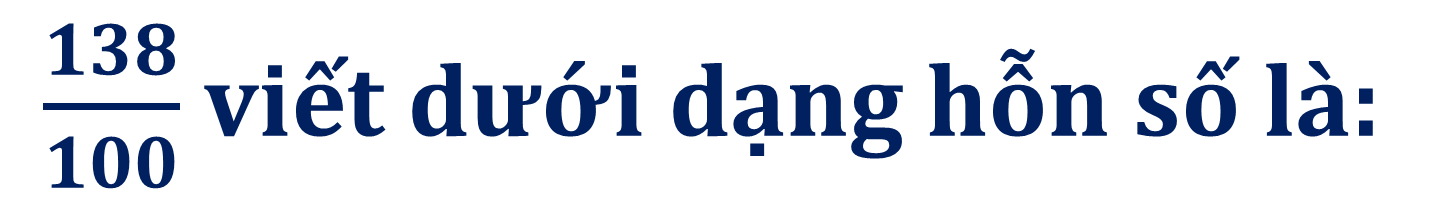 138/100 viết dưới dạng hỗn số là: